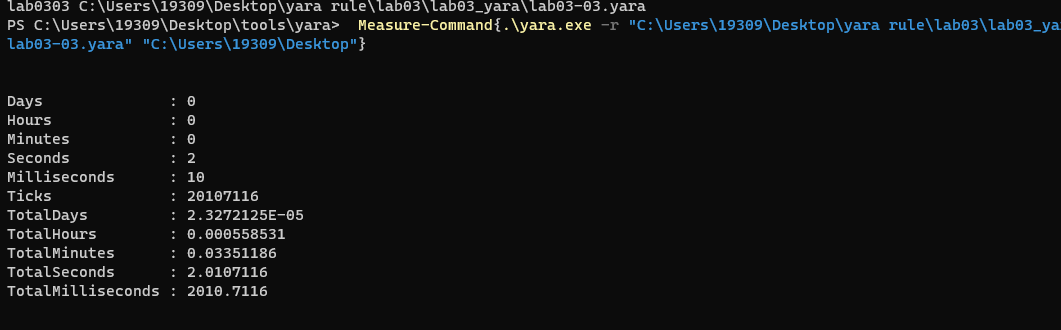 lab0303 C:\Users\19309\Desktop\yara rule\lab03\lab03_yara\lab03-03.yara
PS C:\Users\19309\Desktop\tools\yara>  Measure-Command{.\yara.exe -r "C:\Users\19309\Desktop\yara rule\lab03\lab03_ya
lab03-03.yara" "C:\Users\19309\Desktop"}
Days              : 0
Hours             : 0
Minutes           : 0
Seconds           : 2
Milliseconds      : 10
Ticks             : 20107116
TotalDays         : 2.3272125E-05
TotalHours        : 0.000558531
TotalMinutes      : 0.03351186
TotalSeconds      : 2.0107116
TotalMilliseconds : 2010.7116